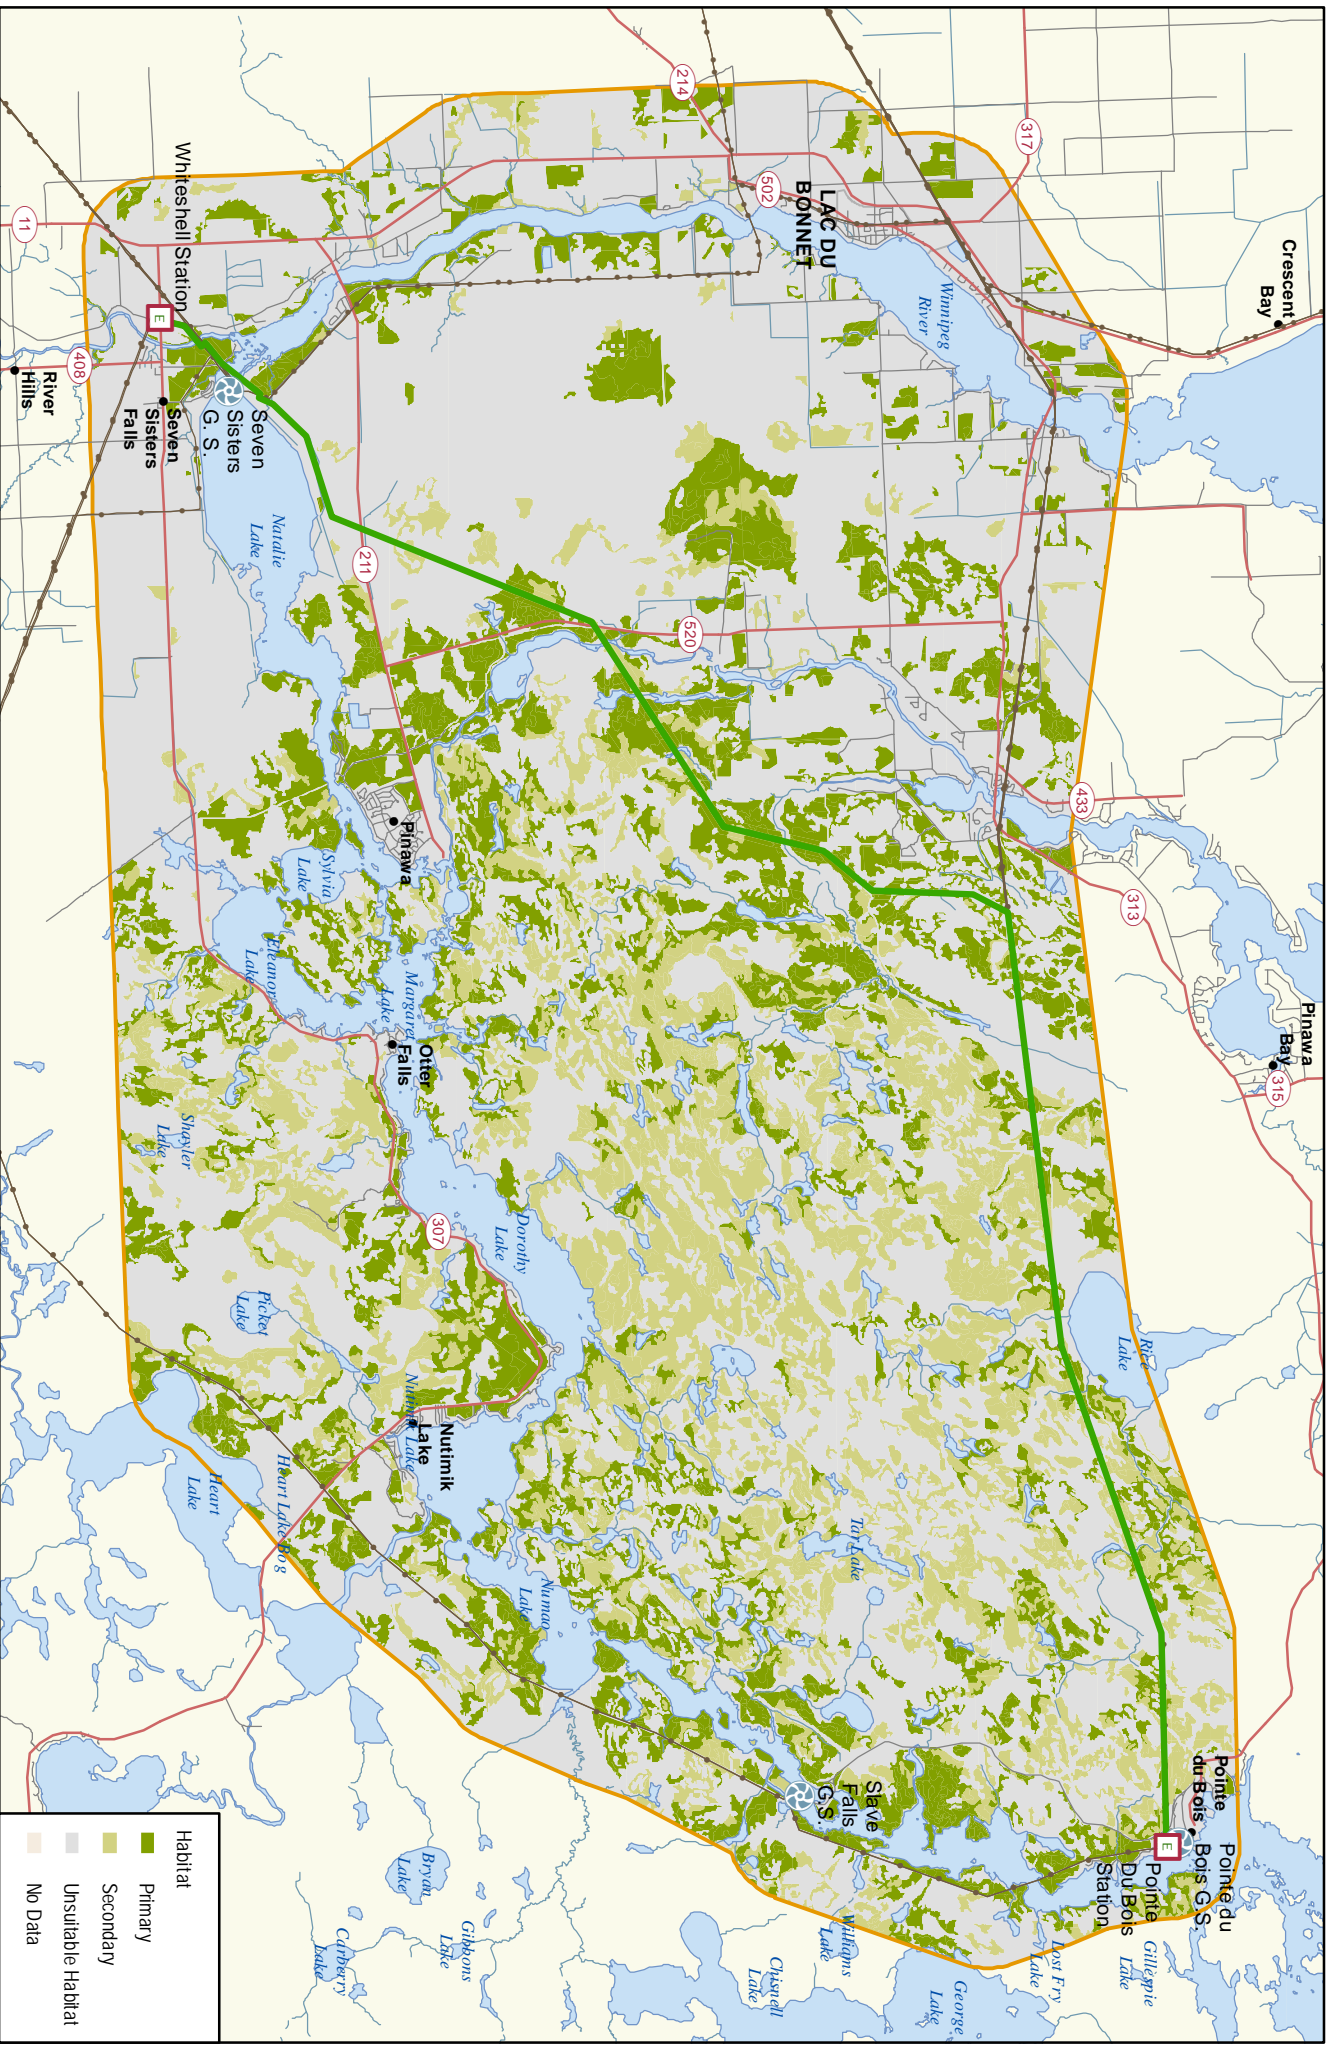 Crescent
Bay
317
214
502
LAC DU
BONNET
Winnipeg
River
11
Whiteshell Station
E
408
River
Hills
Seven
Sisters
Falls
Seven
Sisters
G. S.
Natalie
Lake
211
520
433
313
Pinawa
Bay
315
Pinawa
Sylvia
Lake
Eleanor
Lake
Margaret
Lake
Otter
Falls
Shayler
Lake
307
Dorothy
Lake
Picket
Lake
Rice
Lake
Nutimik Lake
Nutimik
Lake
Heart
Lake
Heart Lake Bog
Tar Lake
Numao
Lake
Slave
Falls
G.S.
Pointe
du Bois
Pointe du
Bois G.S.
E
Pointe
Du Bois
Station
Gillespie
Lake
Lost Fry
Lake
George
Lake
Williams
Lake
Chisnell
Lake
Gibbons
Lake
Bryan
Lake
Carberry
Lake
Habitat
Primary
Secondary
Unsuitable Habitat
No Data